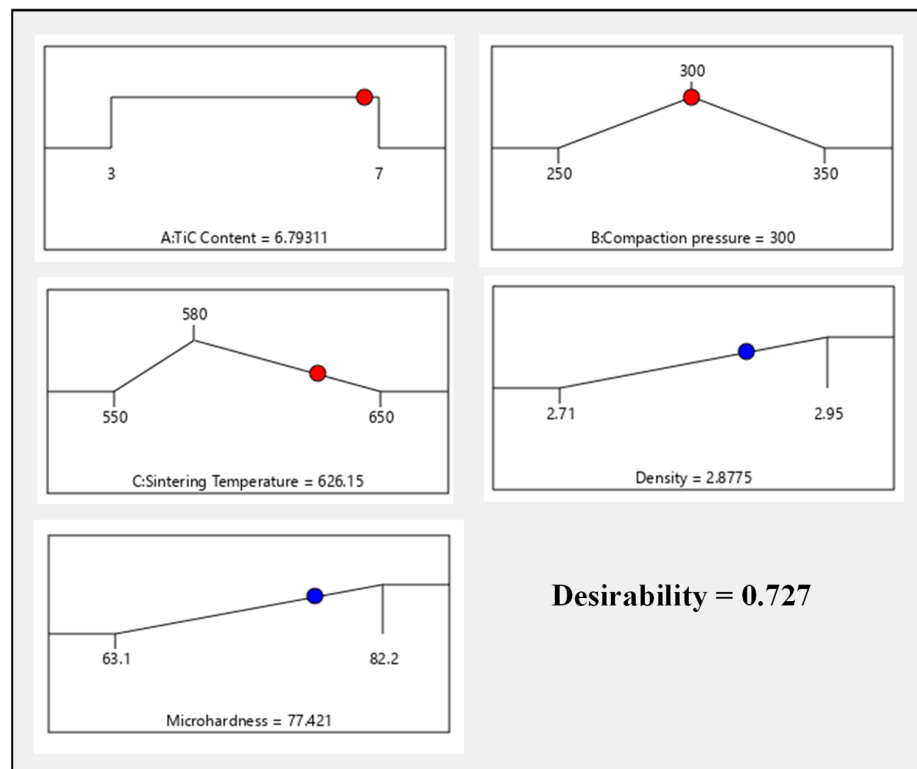 3
7
A:TiC Content = 6.79311
300
250
350
B:Compaction pressure = 300
580
550
650
C:Sintering Temperature = 626.15
2.71
2.95
Density = 2.8775
63.1
82.2
Microhardness = 77.421
Desirability = 0.727